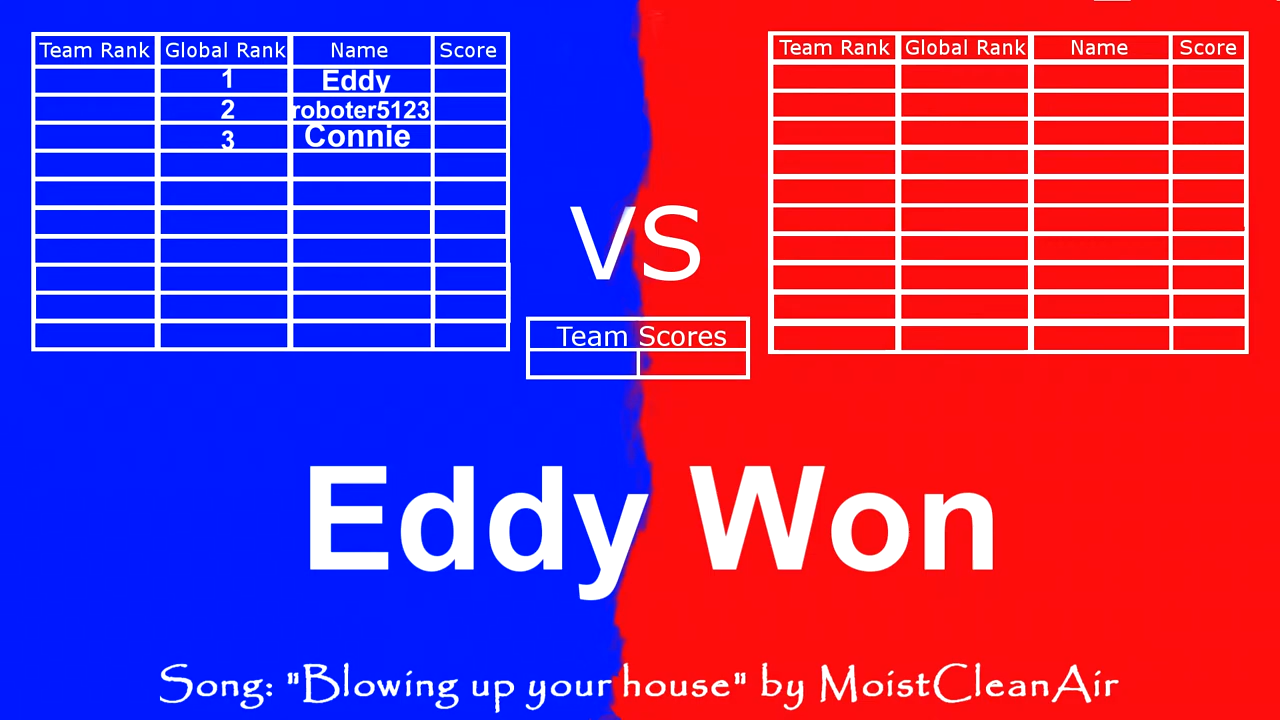 Team Rank Global Rank Name Score
1 Eddy
2 roboter5123
3 Connie
Team Rank Global Rank Name Score
VS
Team Scores
Eddy Won
Song: "Blowing up your house" by MoistCleanAir